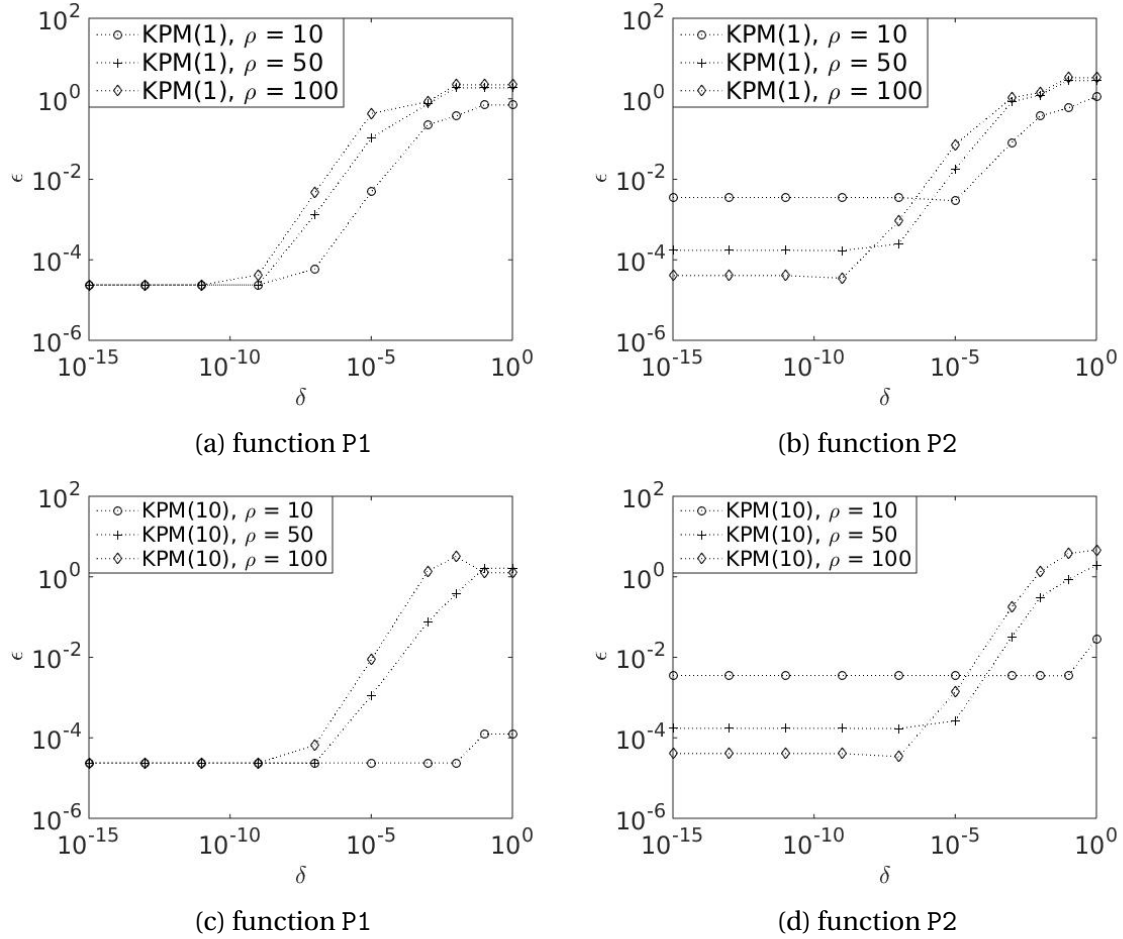 10^2
10^0
10^-2
10^-4
10^-6
ϵ
KPM(1), ρ = 10
KPM(1), ρ = 50
KPM(1), ρ = 100
10^-15
10^-10
10^-5
10^0
δ
(a) function P1
10^2
10^0
10^-2
10^-4
10^-6
ϵ
KPM(1), ρ = 10
KPM(1), ρ = 50
KPM(1), ρ = 100
10^-15
10^-10
10^-5
10^0
δ
(b) function P2
10^2
10^0
10^-2
10^-4
10^-6
ϵ
KPM(10), ρ = 10
KPM(10), ρ = 50
KPM(10), ρ = 100
10^-15
10^-10
10^-5
10^0
δ
(c) function P1
10^2
10^0
10^-2
10^-4
10^-6
ϵ
KPM(10), ρ = 10
KPM(10), ρ = 50
KPM(10), ρ = 100
10^-15
10^-10
10^-5
10^0
δ
(d) function P2